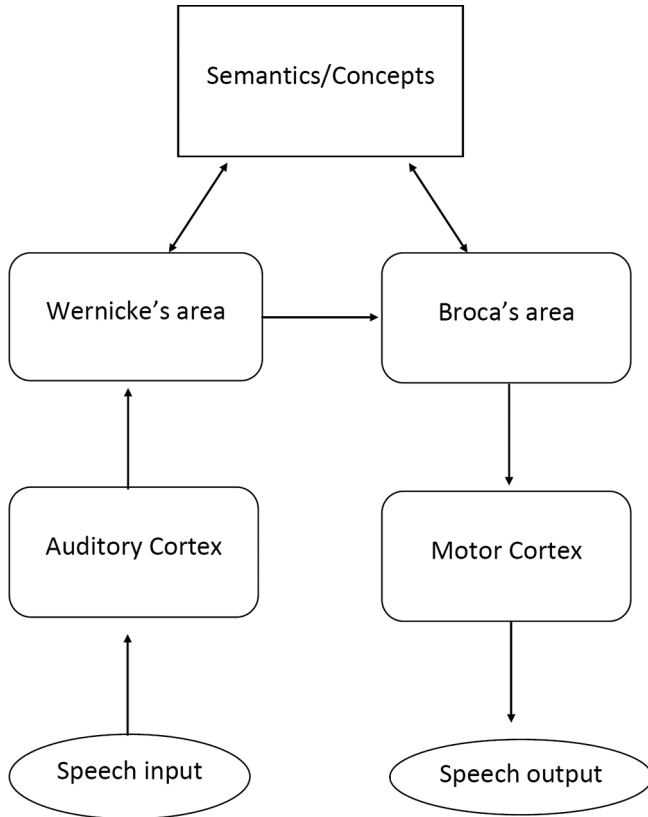 Semantics/Concepts
Wernicke’s area
Broca’s area
Auditory Cortex
Motor Cortex
Speech input
Speech output